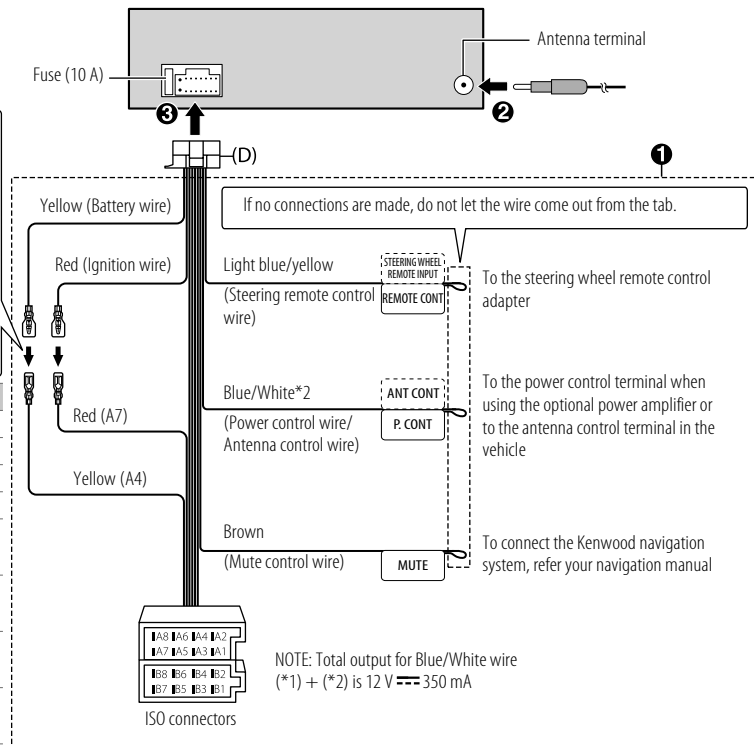 Antenna terminal
Fuse (10 A)
❷
❸
(D)
❶
Yellow (Battery wire)
If no connections are made, do not let the wire come out from the tab.
Red (Ignition wire)
Light blue/yellow
(Steering remote control
wire)
STEERING WHEEL
REMOTE INPUT
REMOTE CONT
To the steering wheel remote control
adapter
Blue/White*2
(Power control wire/
Antenna control wire)
ANT CONT
P. CONT
To the power control terminal when
using the optional power amplifier or
to the antenna control terminal in the
vehicle
Red (A7)
Yellow (A4)
Brown
(Mute control wire)
MUTE
To connect the Kenwood navigation
system, refer your navigation manual
A8 A6 A4 A2
A7 A5 A3 A1
B8 B6 B4 B2
B7 B5 B3 B1
ISO connectors
NOTE: Total output for Blue/White wire
(*1) + (*2) is 12 V ⎓ 350 mA